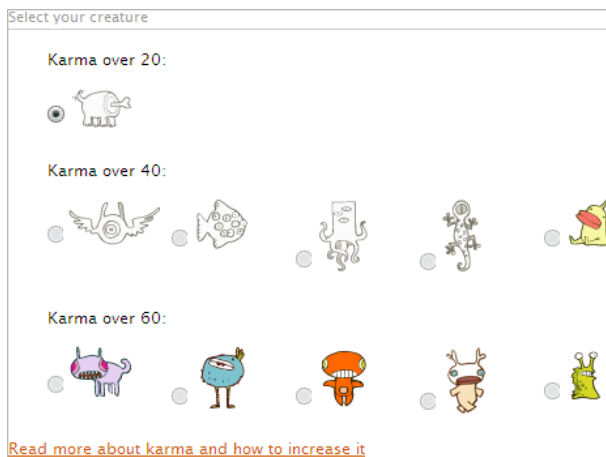 Select your creature
Karma over 20:
Karma over 40:
Karma over 60:
Read more about karma and how to increase it